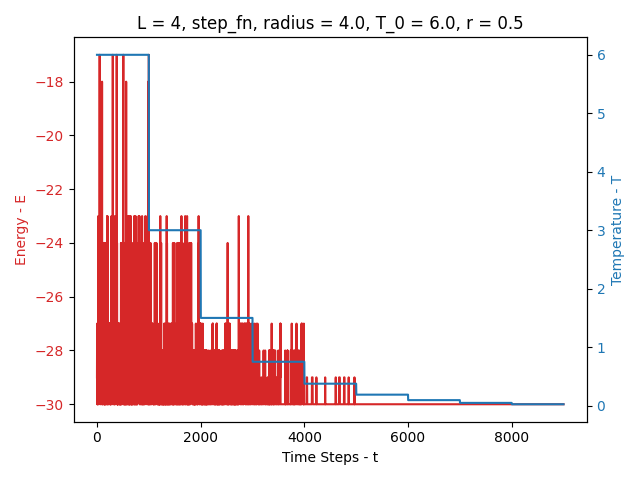 L = 4, step_fn, radius = 4.0, T_0 = 6.0, r = 0.5
−18
−20
−22
−24
−26
−28
−30
Energy - E
6
5
4
3
2
1
0
Temperature - T
0 2000 4000 6000 8000
Time Steps - t